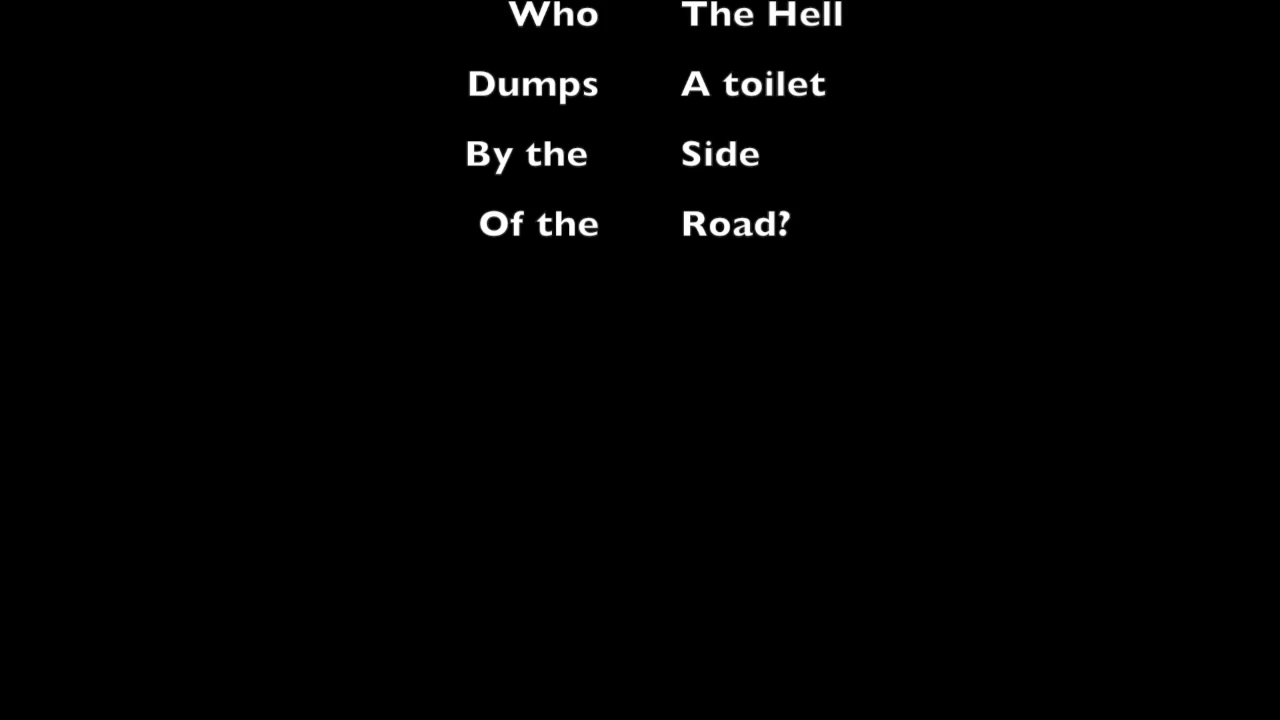 Who The Hell
Dumps A toilet
By the Side
Of the Road?